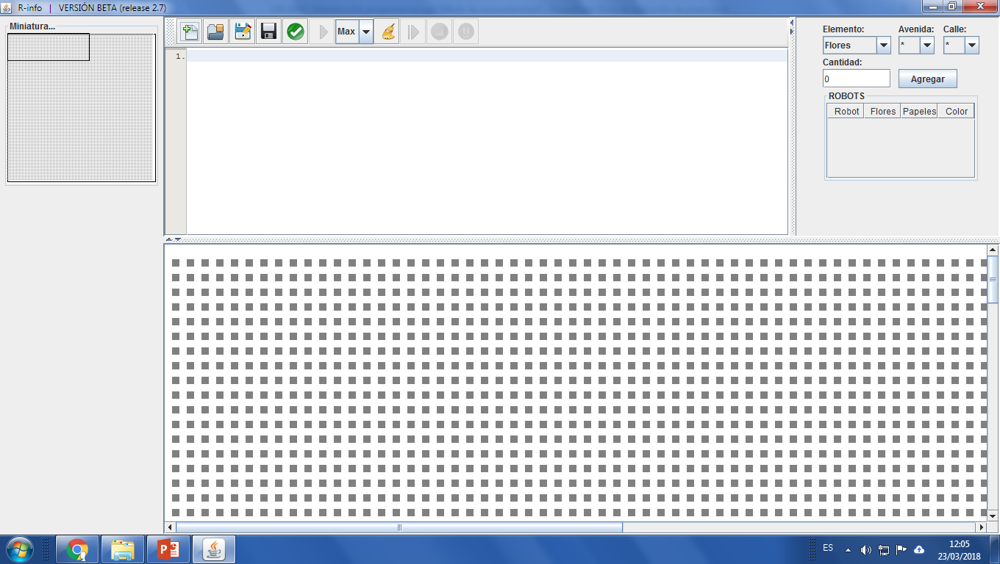 R-info | VERSIÓN BETA (release 2.7)
Miniatura...
Max
1.
Elemento: Avenida: Calle:
Flores * *
Cantidad:
0 Agregar
ROBOTS
Robot Flores Papeles Color
ES
12:05
23/03/2018